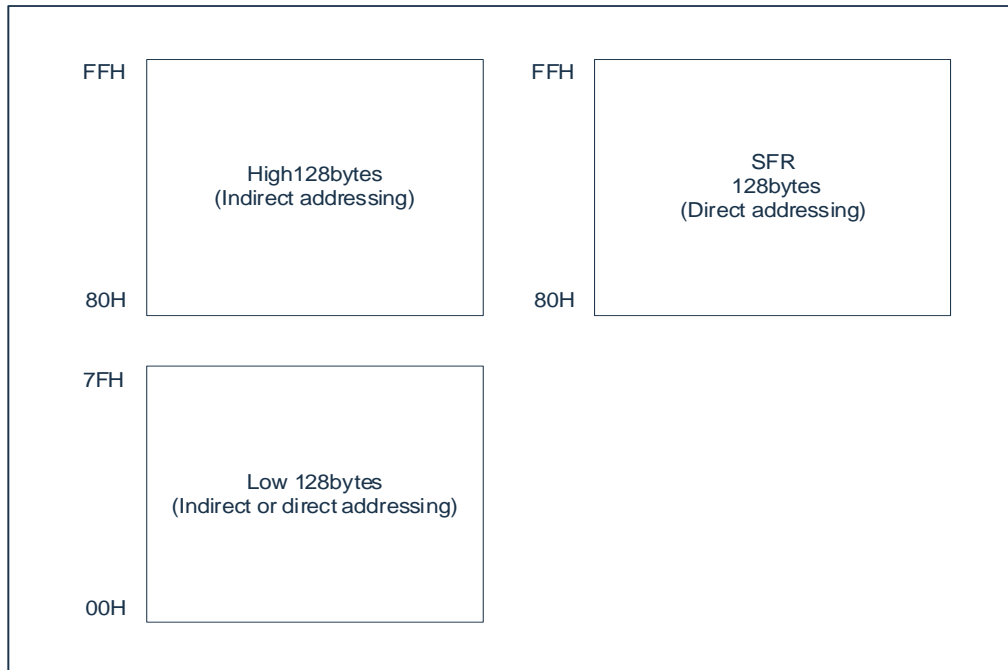 FFH
High128bytes
(Indirect addressing)
80H
FFH
SFR
128bytes
(Direct addressing)
80H
7FH
Low 128bytes
(Indirect or direct addressing)
00H